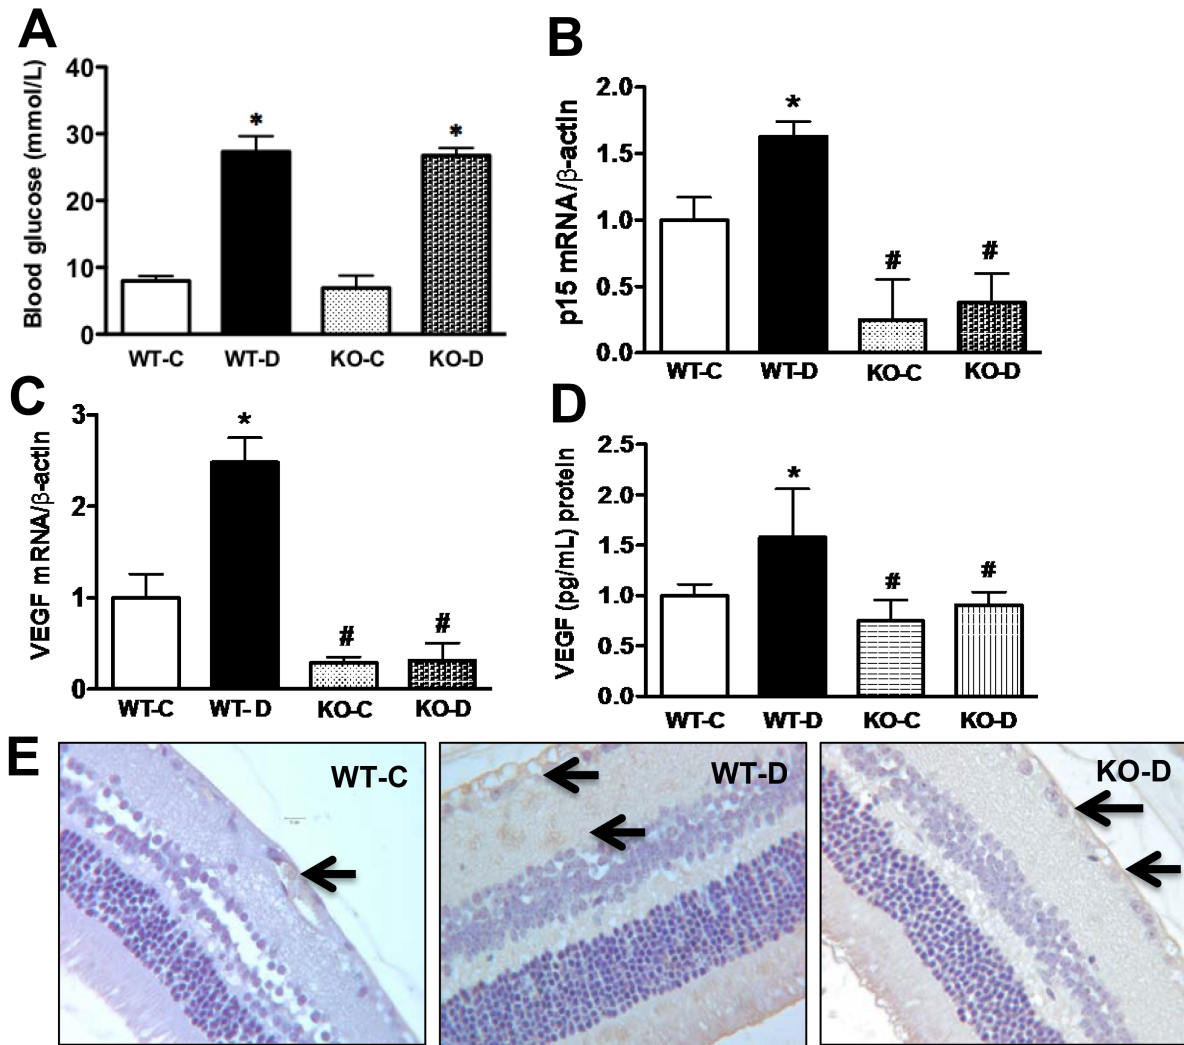 A
Blood glucose (mmol/L)
40
30
20
10
0
*
*
WT-C
WT-D
KO-C
KO-D
B
p15 mRNA/β-actin
2.0
1.5
1.0
0.5
0.0
*
#
#
WT-C
WT-D
KO-C
KO-D
C
VEGF mRNA/β-actin
3
2
1
0
*
#
#
WT-C
WT- D
KO-C
KO-D
D
VEGF (pg/mL) protein
2.5
2.0
1.5
1.0
0.5
0.0
*
#
#
WT-C
WT-D
KO-C
KO-D
E
WT-C
WT-D
KO-D